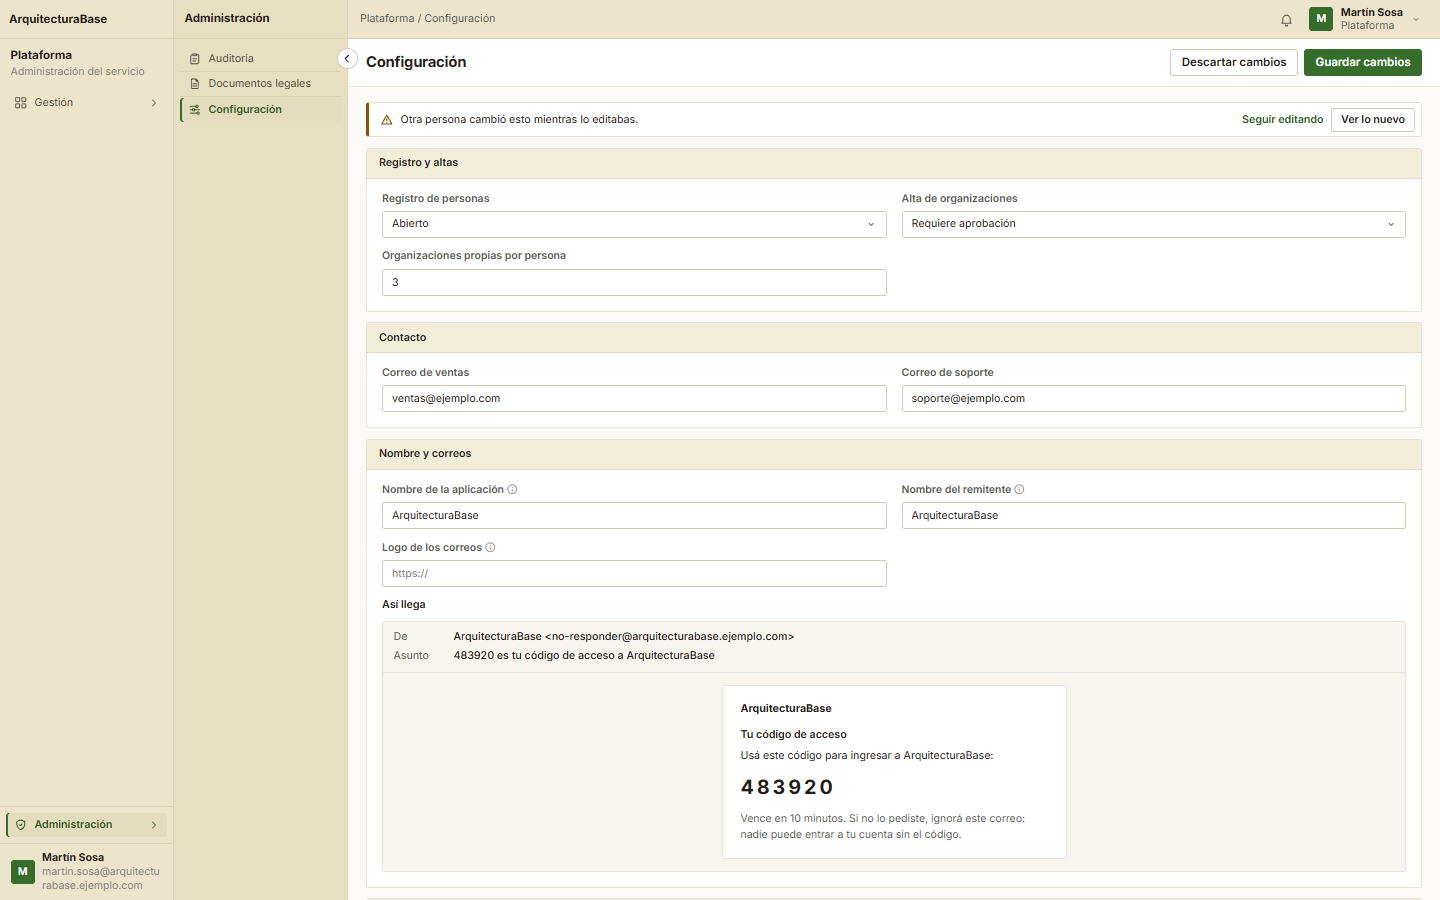 ArquitecturaBase
Plataforma
Administración del servicio
Gestión
Administración
Martín Sosa
martin.sosa@arquitectu
rabase.ejemplo.com
Administración
Auditoría
Documentos legales
Configuración
Plataforma / Configuración
M
Martín Sosa
Plataforma
Configuración
Descartar cambios
Guardar cambios
Otra persona cambió esto mientras lo editabas.
Seguir editando
Ver lo nuevo
Registro y altas
Registro de personas
Alta de organizaciones
Abierto
Requiere aprobación
Organizaciones propias por persona
3
Contacto
Correo de ventas
Correo de soporte
ventas@ejemplo.com
soporte@ejemplo.com
Nombre y correos
Nombre de la aplicación
Nombre del remitente
ArquitecturaBase
ArquitecturaBase
Logo de los correos
https://
Así llega
De ArquitecturaBase <no-responder@arquitecturabase.ejemplo.com>
Asunto 483920 es tu código de acceso a ArquitecturaBase
ArquitecturaBase
Tu código de acceso
Usá este código para ingresar a ArquitecturaBase:
483920
Vence en 10 minutos. Si no lo pediste, ignorá este correo:
nadie puede entrar a tu cuenta sin el código.
M